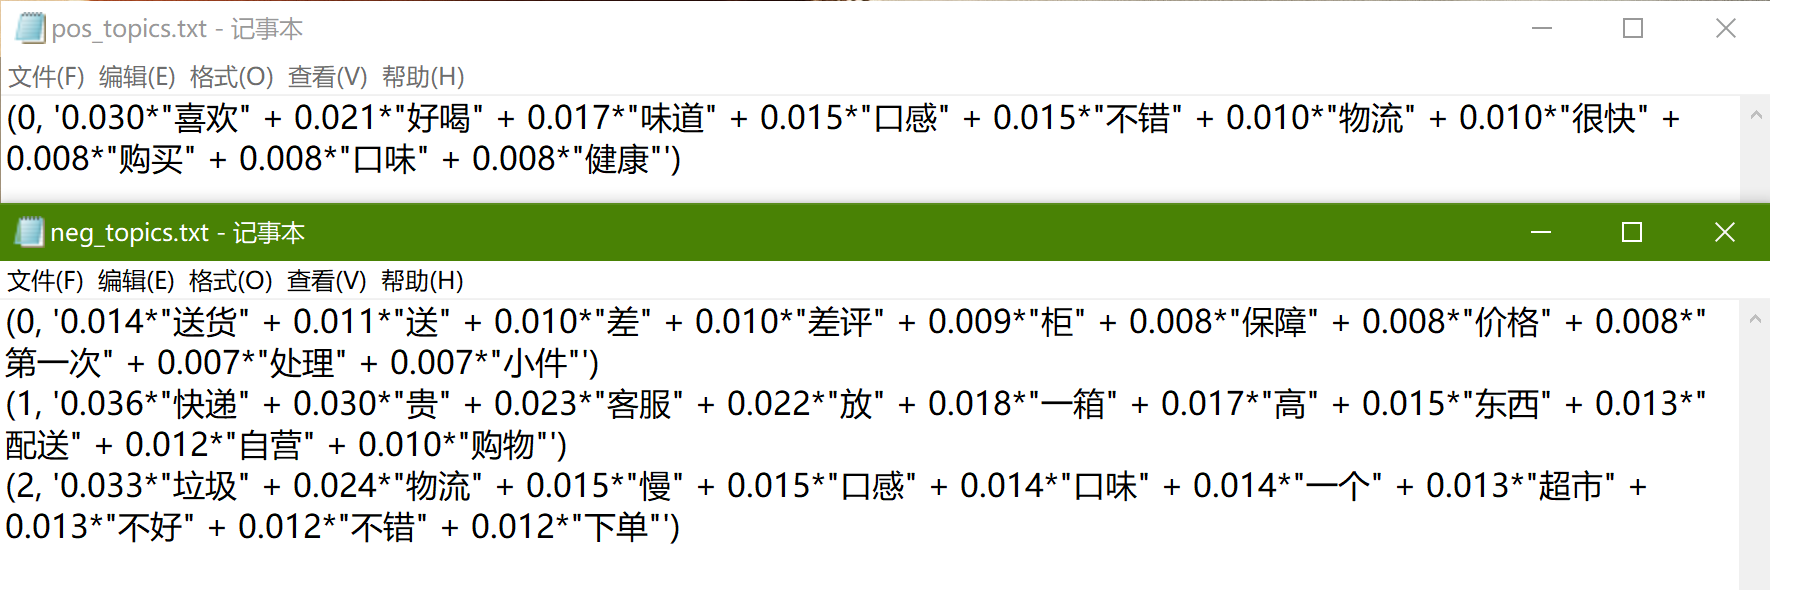 pos_topics.txt - 记事本
文件(F) 编辑(E) 格式(O) 查看(V) 帮助(H)
(0, '0.030*"喜欢" + 0.021*"好喝" + 0.017*"味道" + 0.015*"口感" + 0.015*"不错" + 0.010*"物流" + 0.010*"很快" +
0.008*"购买" + 0.008*"口味" + 0.008*"健康"')
neg_topics.txt - 记事本
文件(F) 编辑(E) 格式(O) 查看(V) 帮助(H)
(0, '0.014*"送货" + 0.011*"送" + 0.010*"差" + 0.010*"差评" + 0.009*"柜" + 0.008*"保障" + 0.008*"价格" + 0.008*"
第一次" + 0.007*"处理" + 0.007*"小件"')
(1, '0.036*"快递" + 0.030*"贵" + 0.023*"客服" + 0.022*"放" + 0.018*"一箱" + 0.017*"高" + 0.015*"东西" + 0.013*"
配送" + 0.012*"自营" + 0.010*"购物"')
(2, '0.033*"垃圾" + 0.024*"物流" + 0.015*"慢" + 0.015*"口感" + 0.014*"口味" + 0.014*"一个" + 0.013*"超市" +
0.013*"不好" + 0.012*"不错" + 0.012*"下单"')